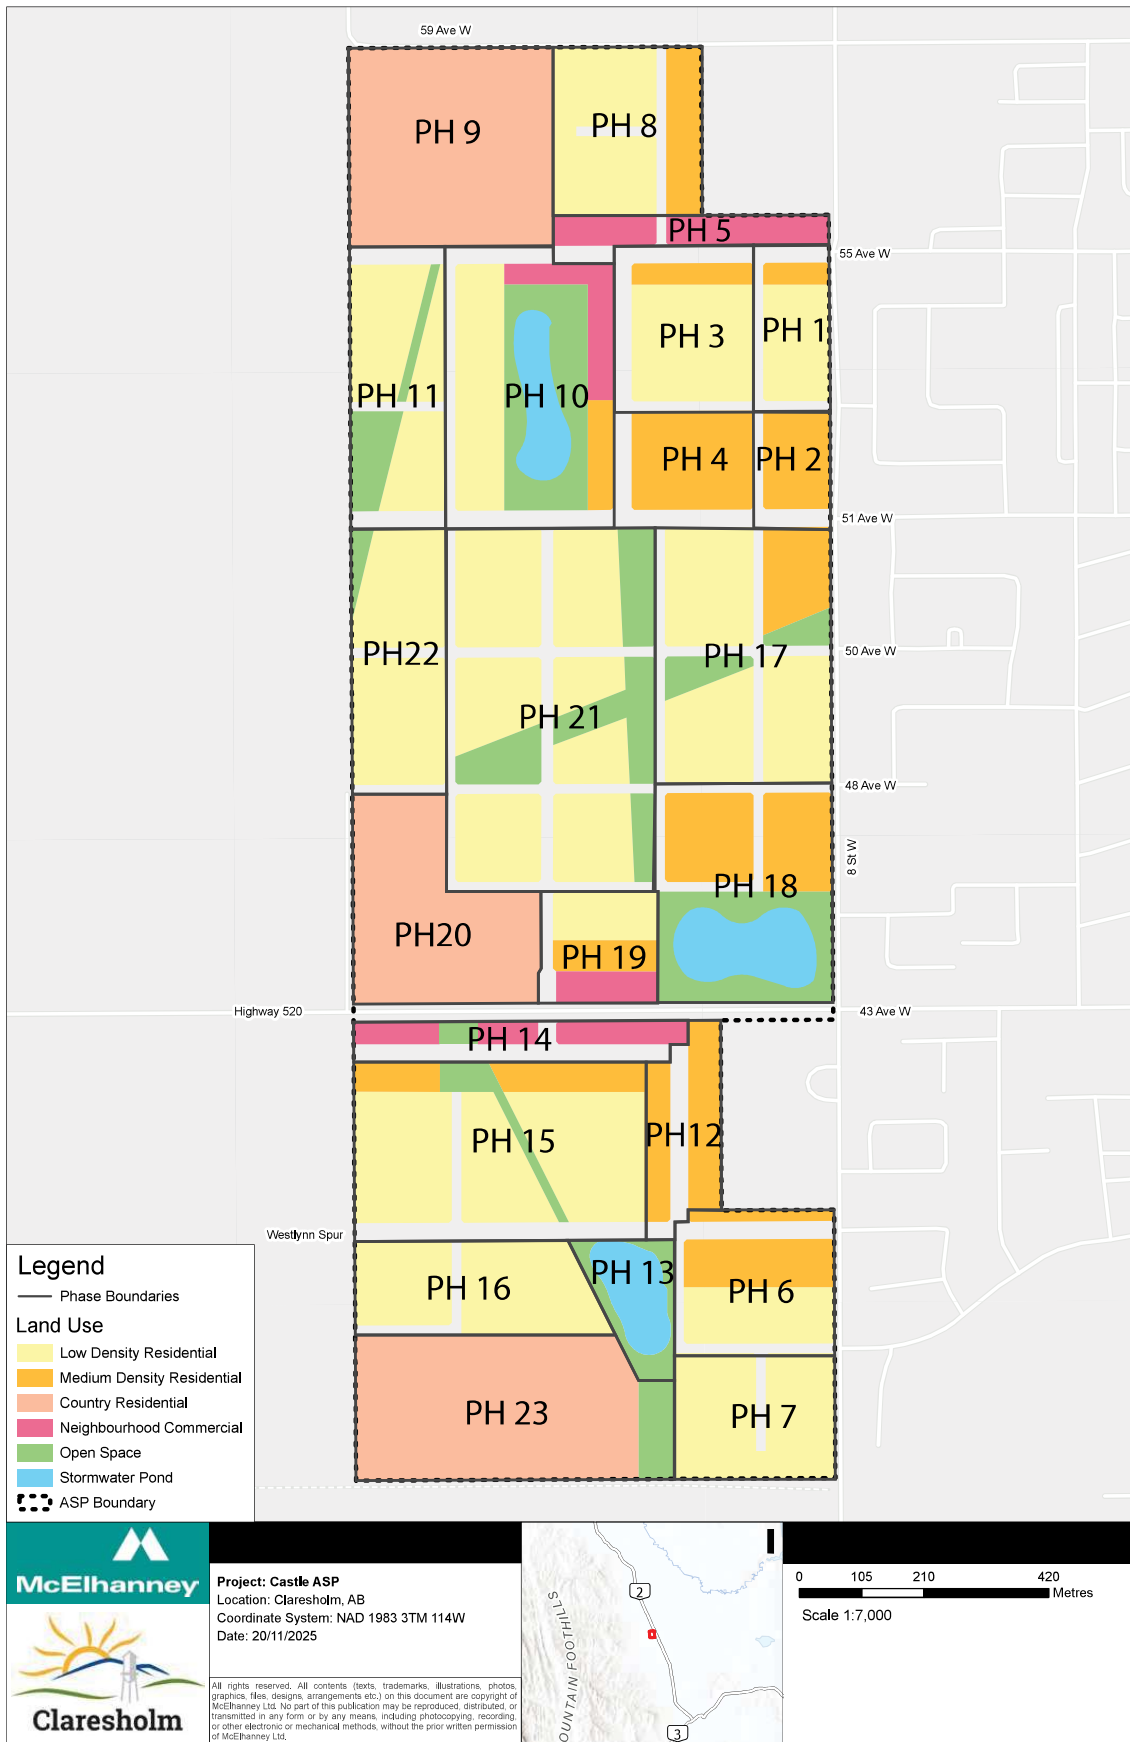 59 Ave W
PH 9
PH 8
PH 5
55 Ave W
PH 3
PH 1
PH 11
PH 10
PH 4
PH 2
51 Ave W
PH22
PH 17
50 Ave W
PH 21
48 Ave W
8 St W
PH 18
PH20
PH 19
Highway 520
43 Ave W
PH 14
PH 15
PH12
Westlynn Spur
PH 13
PH 16
PH 6
PH 23
PH 7
Legend
Phase Boundaries
Land Use
Low Density Residential
Medium Density Residential
Country Residential
Neighbourhood Commercial
Open Space
Stormwater Pond
ASP Boundary
McElhanney
Claresholm
Project: Castle ASP
Location: Claresholm, AB
Coordinate System: NAD 1983 3TM 114W
Date: 20/11/2025
All rights reserved. All contents (texts, trademarks, illustrations, photos,
graphics, files, designs, arrangements etc.) on this document are copyright of
McElhanney Ltd. No part of this publication may be reproduced, distributed, or
transmitted in any form or by any means, including photocopying, recording,
or other electronic or mechanical methods, without the prior written permission
of McElhanney Ltd.
2
OUNTAIN FOOTHILLS
3
0 105 210 420
Metres
Scale 1:7,000